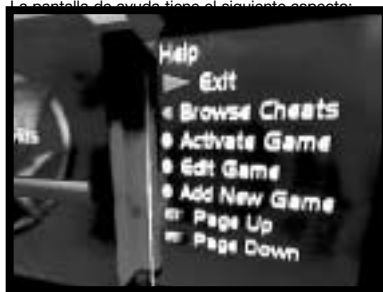 La pantalla de ayuda tiene el siguiente aspecto:
Help
Exit
Browse Cheats
Activate Game
Edit Game
Add New Game
Page Up
Page Down